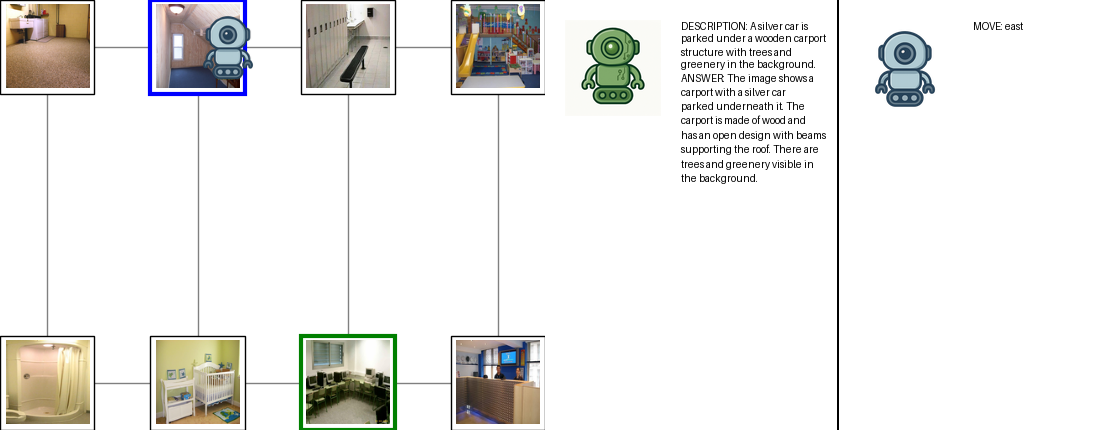 DESCRIPTION: A silver car is
parked under a wooden carport
structure with trees and
greenery in the background.
ANSWER: The image shows a
carport with a silver car
parked underneath it. The
carport is made of wood and
has an open design with beams
supporting the roof. There are
trees and greenery visible in
the background.
MOVE: east